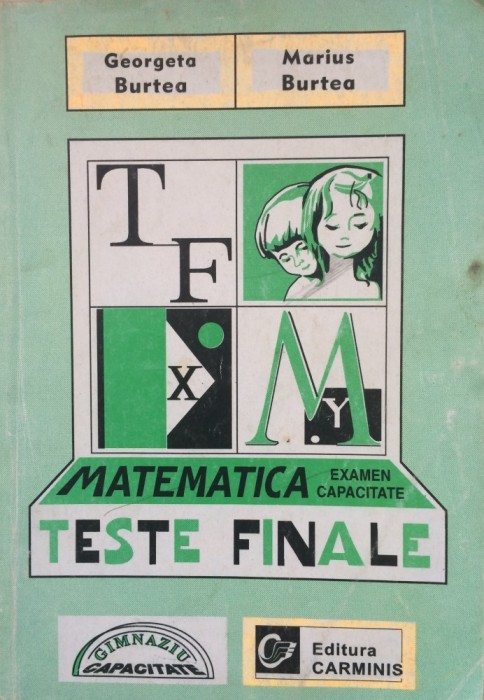 Georgeta
Burtea
Marius
Burtea
T
F
X
M
Y
MATEMATICA
EXAMEN
CAPACITATE
TESTE FINALE
GIMNAZIU
CAPACITATE
Editura
CARMINIS